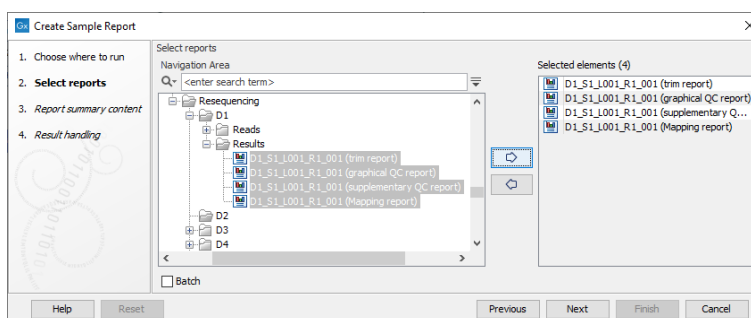 Gx Create Sample Report
1. Choose where to run
2. Select reports
3. Report summary content
4. Result handling
Select reports
Navigation Area
<enter search term>
Resequencing
D1
Reads
Results
D1_S1_L001_R1_001 (trim report)
D1_S1_L001_R1_001 (graphical QC report)
D1_S1_L001_R1_001 (supplementary QC report)
D1_S1_L001_R1_001 (Mapping report)
D2
D3
D4
Batch
Selected elements (4)
D1_S1_L001_R1_001 (trim report)
D1_S1_L001_R1_001 (graphical QC report)
D1_S1_L001_R1_001 (supplementary Q...
D1_S1_L001_R1_001 (Mapping report)
Help Reset Previous Next Finish Cancel